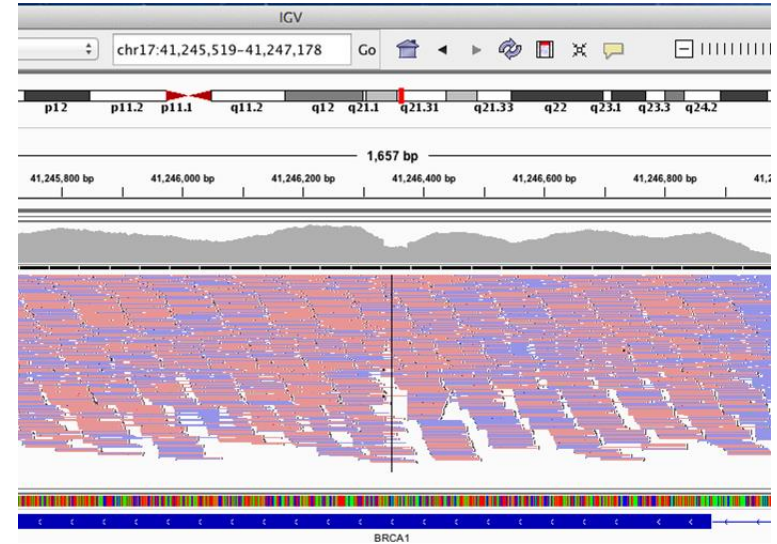 IGV
chr17:41,245,519-41,247,178 Go
p12 p11.2 p11.1 q11.2 q12 q21.1 q21.31 q21.33 q22 q23.1 q23.3 q24.2
1,657 bp
41,245,800 bp 41,246,000 bp 41,246,200 bp 41,246,400 bp 41,246,600 bp 41,246,800 bp 41,2
BRCA1